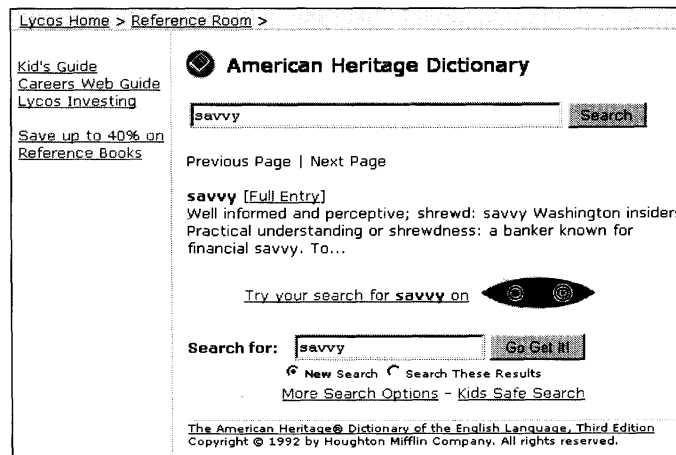 Lycos Home > Reference Room >
Kid's Guide
Careers Web Guide
Lycos Investing
Save up to 40% on
Reference Books
American Heritage Dictionary
savvy Search
Previous Page | Next Page
savvy [Full Entry]
Well informed and perceptive; shrewd: savvy Washington insiders
Practical understanding or shrewdness: a banker known for
financial savvy. To...
Try your search for savvy on
Search for: savvy Go Get It!
New Search Search These Results
More Search Options - Kids Safe Search
The American Heritage® Dictionary of the English Language, Third Edition
Copyright © 1992 by Houghton Mifflin Company. All rights reserved.